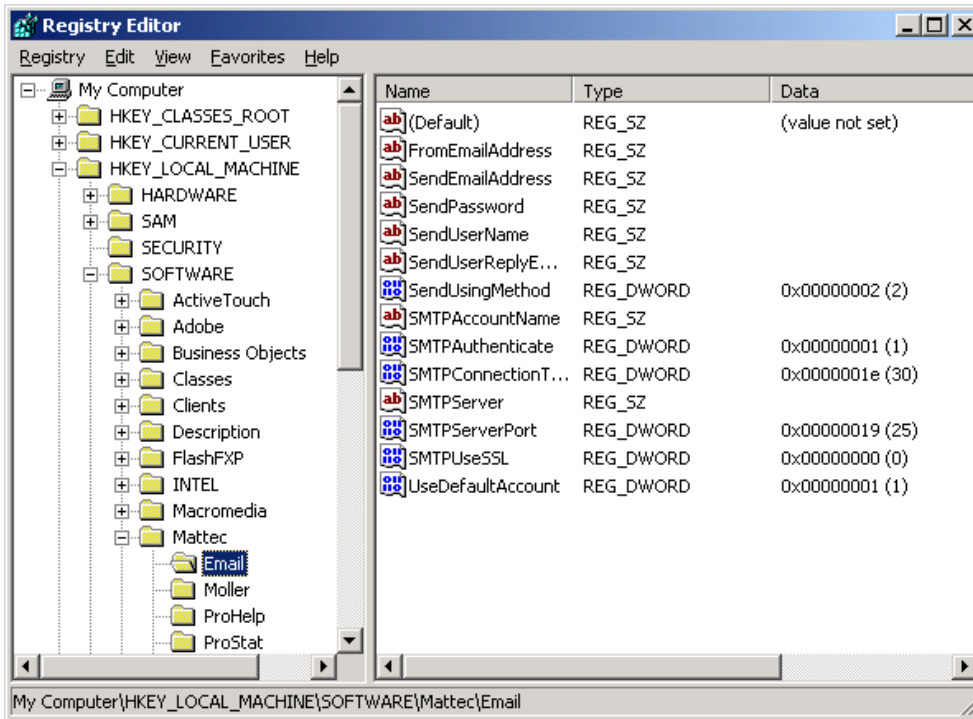 Registry Editor
Registry Edit View Favorites Help
My Computer
HKEY_CLASSES_ROOT
HKEY_CURRENT_USER
HKEY_LOCAL_MACHINE
HARDWARE
SAM
SECURITY
SOFTWARE
ActiveTouch
Adobe
Business Objects
Classes
Clients
Description
FlashFXP
INTEL
Macromedia
Mattec
Email
Moller
ProHelp
ProStat
Name Type Data
(Default) REG_SZ (value not set)
FromEmailAddress REG_SZ
SendEmailAddress REG_SZ
SendPassword REG_SZ
SendUserName REG_SZ
SendUserReplyE... REG_SZ
SendUsingMethod REG_DWORD 0x00000002 (2)
SMTPAccountName REG_SZ
SMTPAuthenticate REG_DWORD 0x00000001 (1)
SMTPConnectionT... REG_DWORD 0x0000001e (30)
SMTPServer REG_SZ
SMTPServerPort REG_DWORD 0x00000019 (25)
SMTPUseSSL REG_DWORD 0x00000000 (0)
UseDefaultAccount REG_DWORD 0x00000001 (1)
My Computer\HKEY_LOCAL_MACHINE\SOFTWARE\Mattec\Email